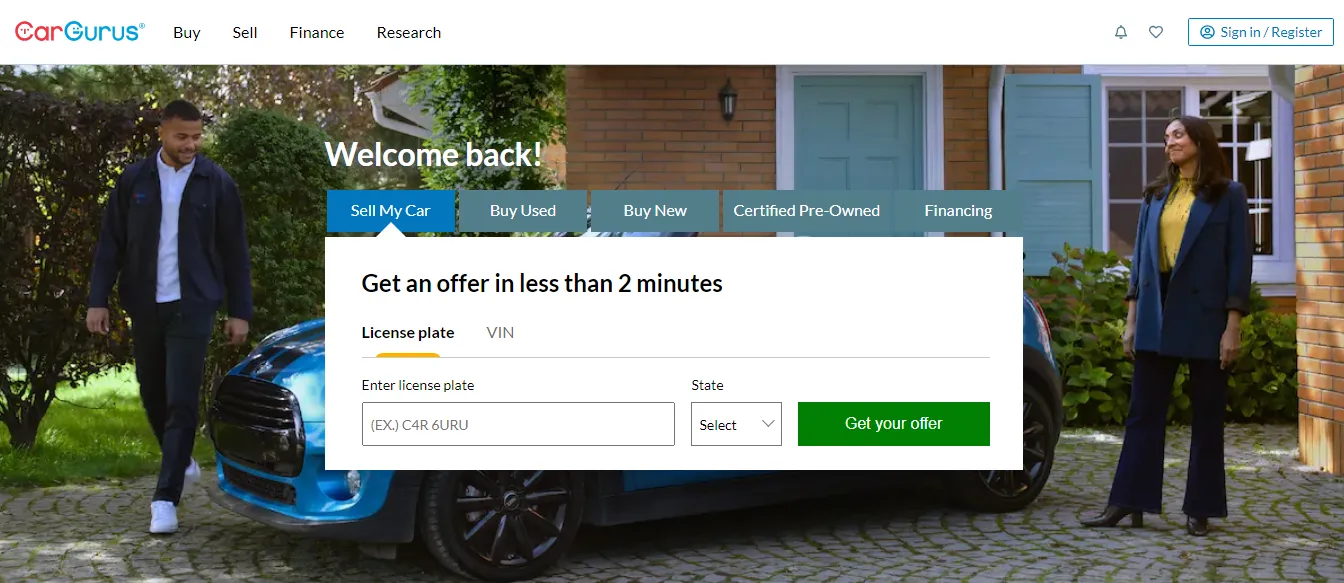 CarGurus®
Buy Sell Finance Research
Sign in / Register
Welcome back!
Sell My Car Buy Used Buy New Certified Pre-Owned Financing
Get an offer in less than 2 minutes
License plate VIN
Enter license plate State
(EX.) C4R 6URU Select Get your offer